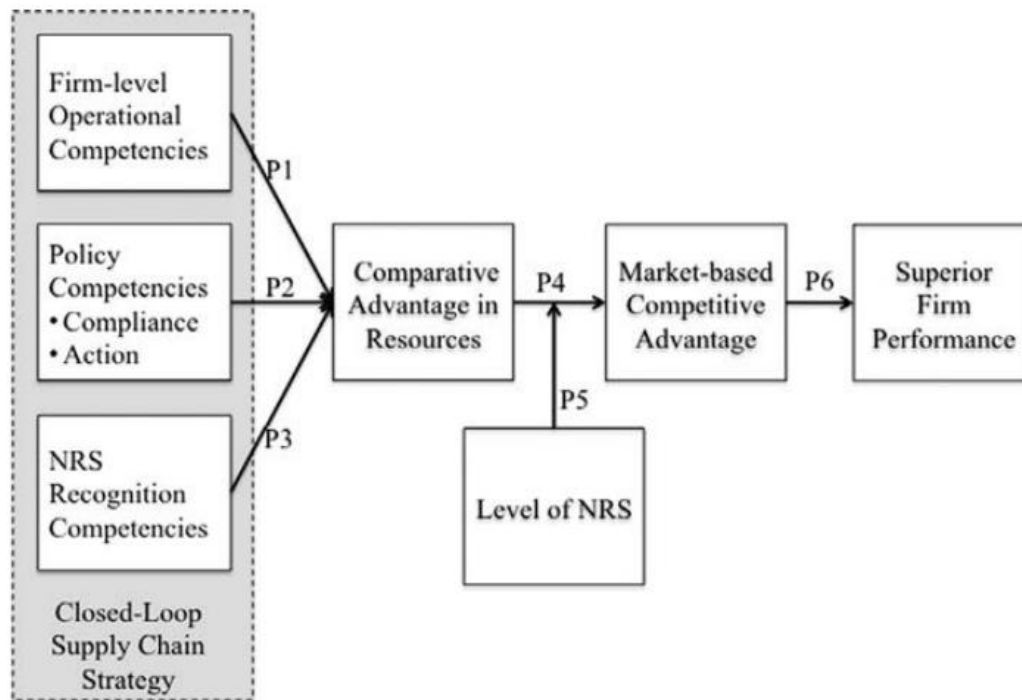 Firm-level
Operational
Competencies
P1
Policy
Competencies
• Compliance
• Action
P2
NRS
Recognition
Competencies
P3
Closed-Loop
Supply Chain
Strategy
Comparative
Advantage in
Resources
P4
Market-based
Competitive
Advantage
P6
Superior
Firm
Performance
P5
Level of NRS